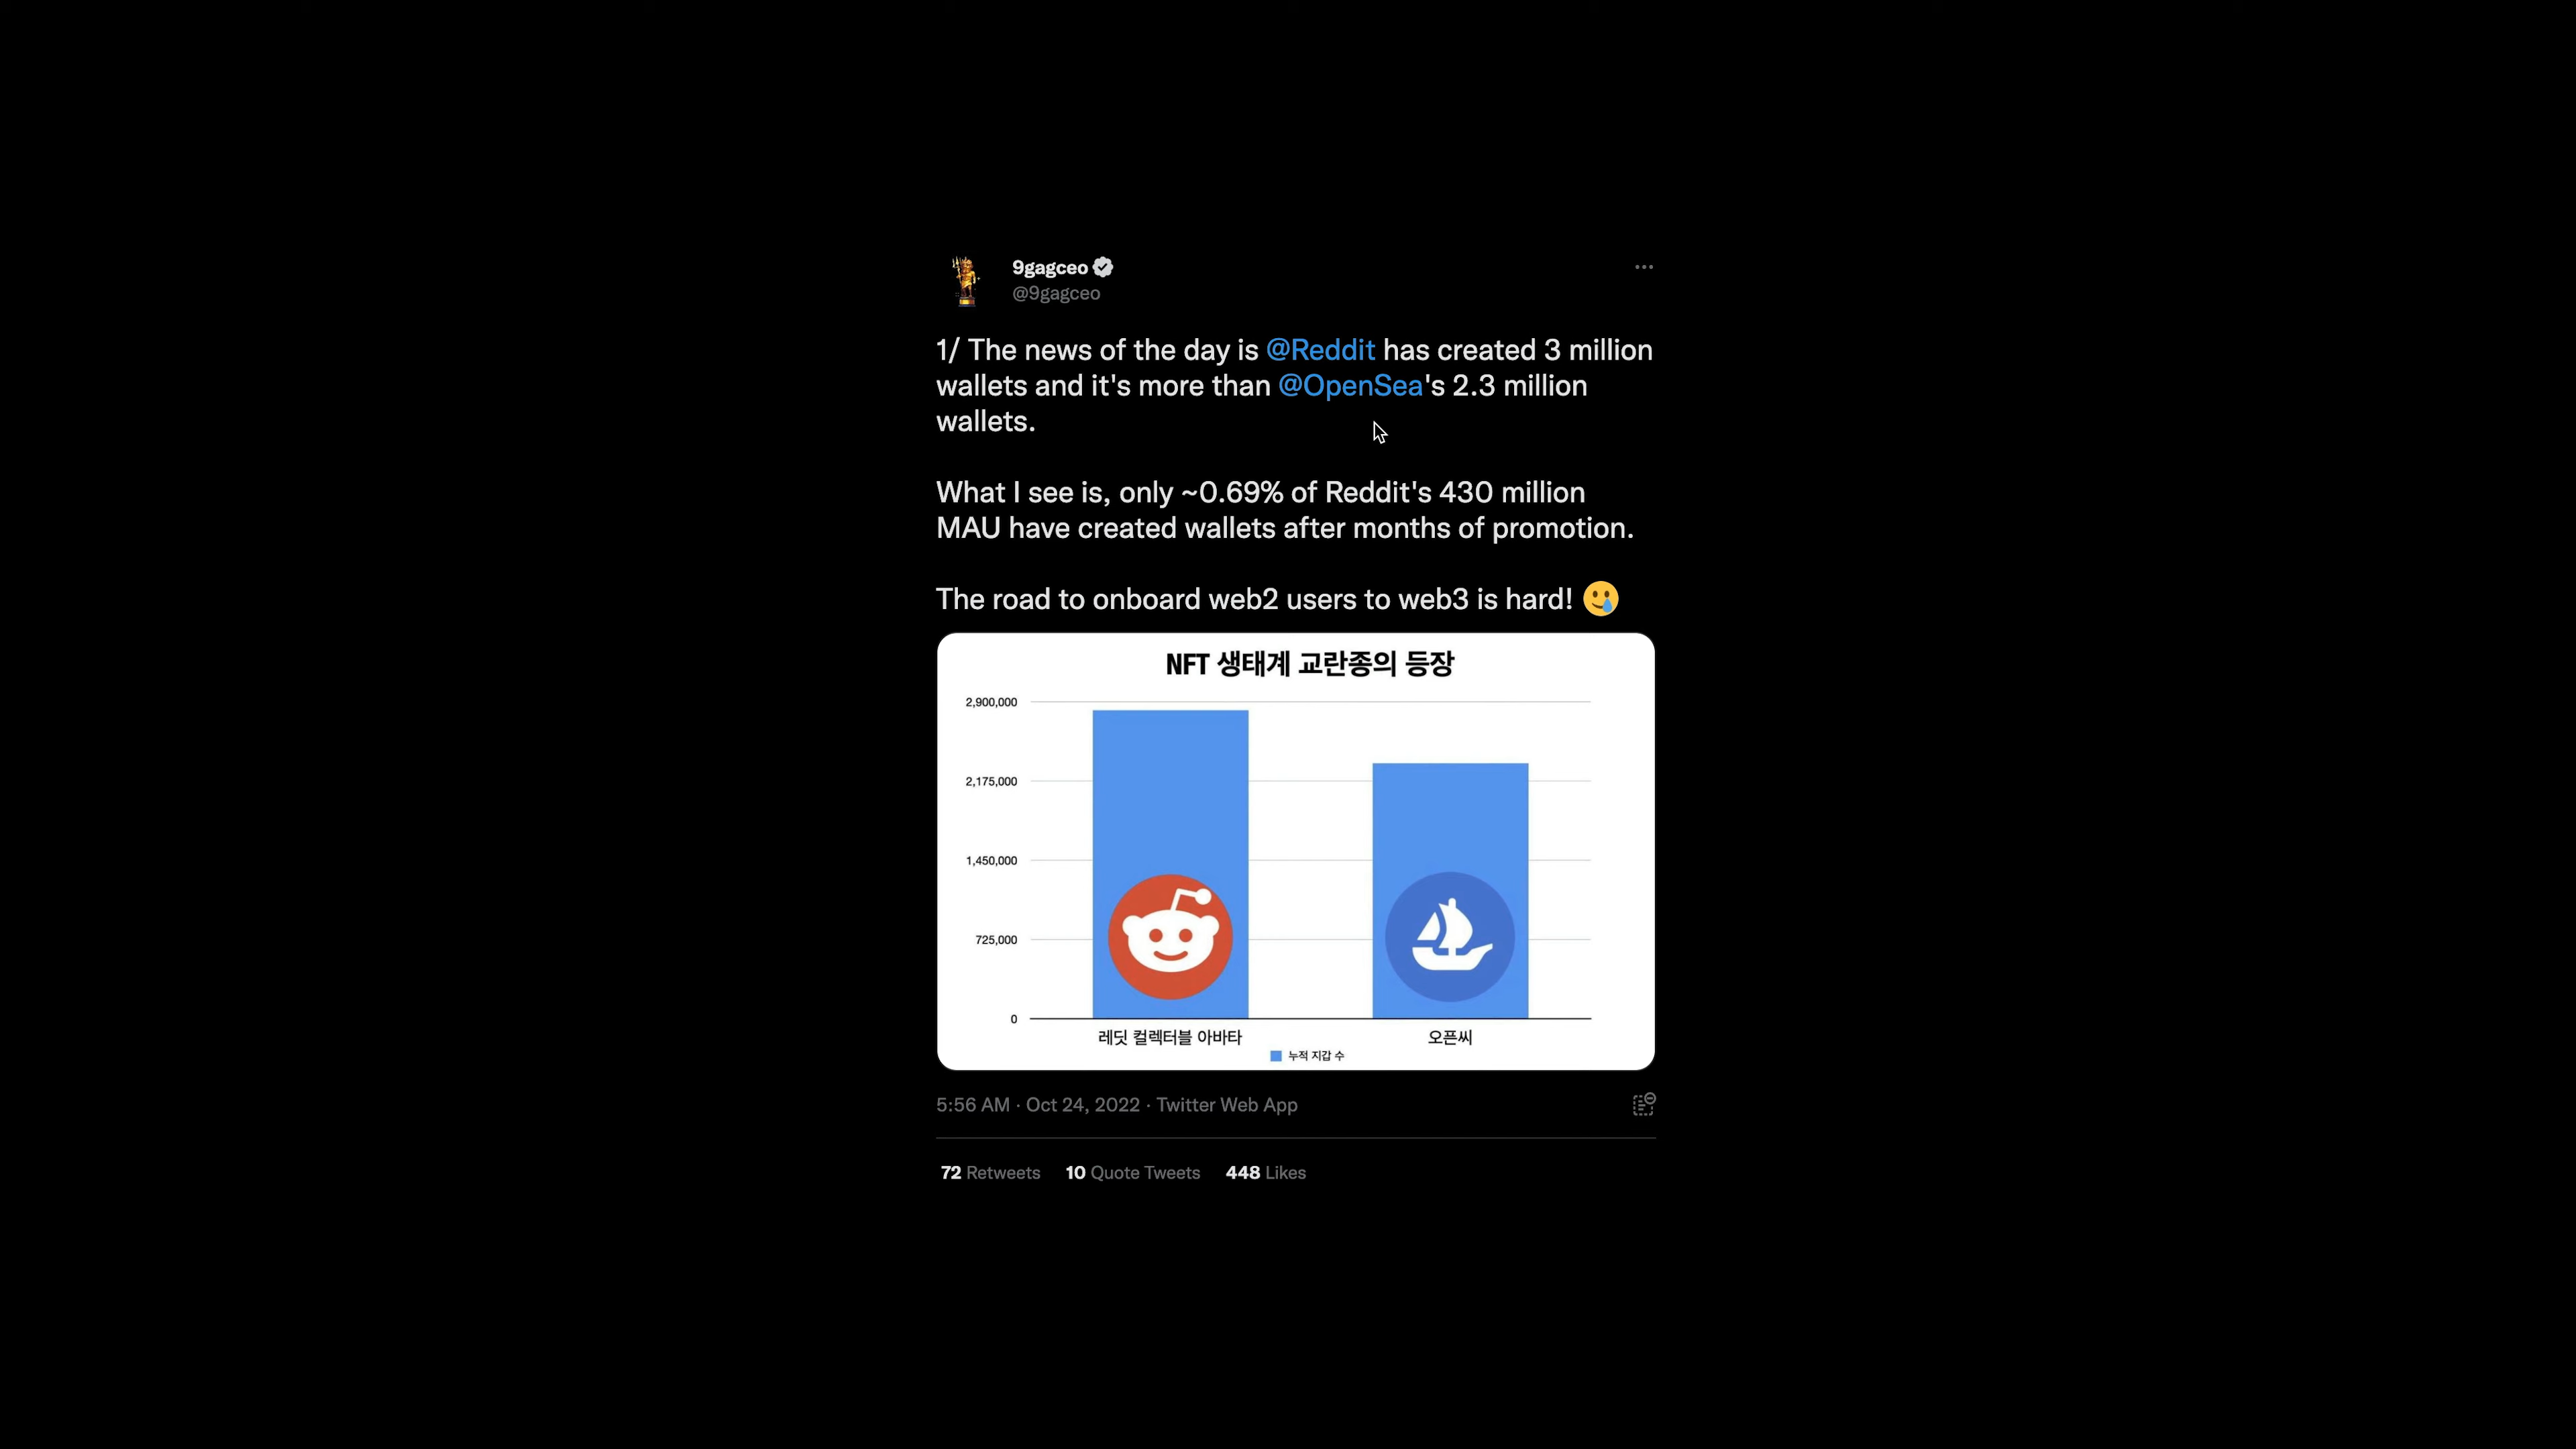 9gagceo
@9gagceo
1/ The news of the day is @Reddit has created 3 million
wallets and it's more than @OpenSea's 2.3 million
wallets.
What I see is, only ~0.69% of Reddit's 430 million
MAU have created wallets after months of promotion.
The road to onboard web2 users to web3 is hard! 🥲
NFT 생태계 교란종의 등장
2,900,000
2,175,000
1,450,000
725,000
0
레딧 컬렉터블 아바타
오픈씨
누적 지갑 수
5:56 AM · Oct 24, 2022 · Twitter Web App
72 Retweets 10 Quote Tweets 448 Likes